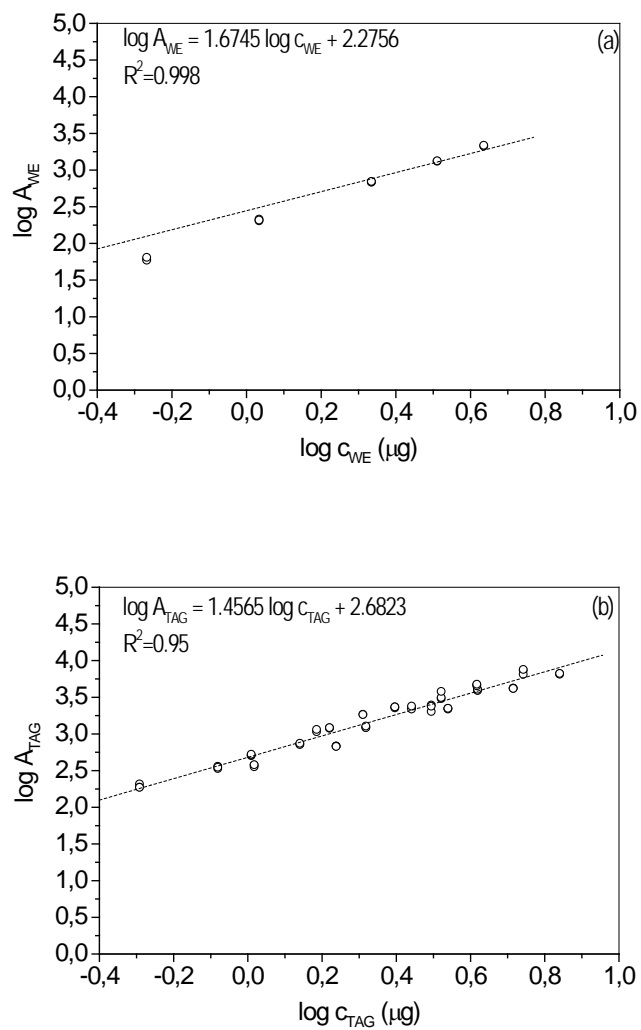 log A_WE = 1.6745 log c_WE + 2.2756
(a)
R²=0.998
5,0
4,5
4,0
3,5
3,0
2,5
2,0
1,5
1,0
0,5
0,0
log A_WE
-0,4 -0,2 0,0 0,2 0,4 0,6 0,8 1,0
log c_WE (μg)
log A_TAG = 1.4565 log c_TAG + 2.6823
(b)
R²=0.95
5,0
4,5
4,0
3,5
3,0
2,5
2,0
1,5
1,0
0,5
0,0
log A_TAG
-0,4 -0,2 0,0 0,2 0,4 0,6 0,8 1,0
log c_TAG (μg)